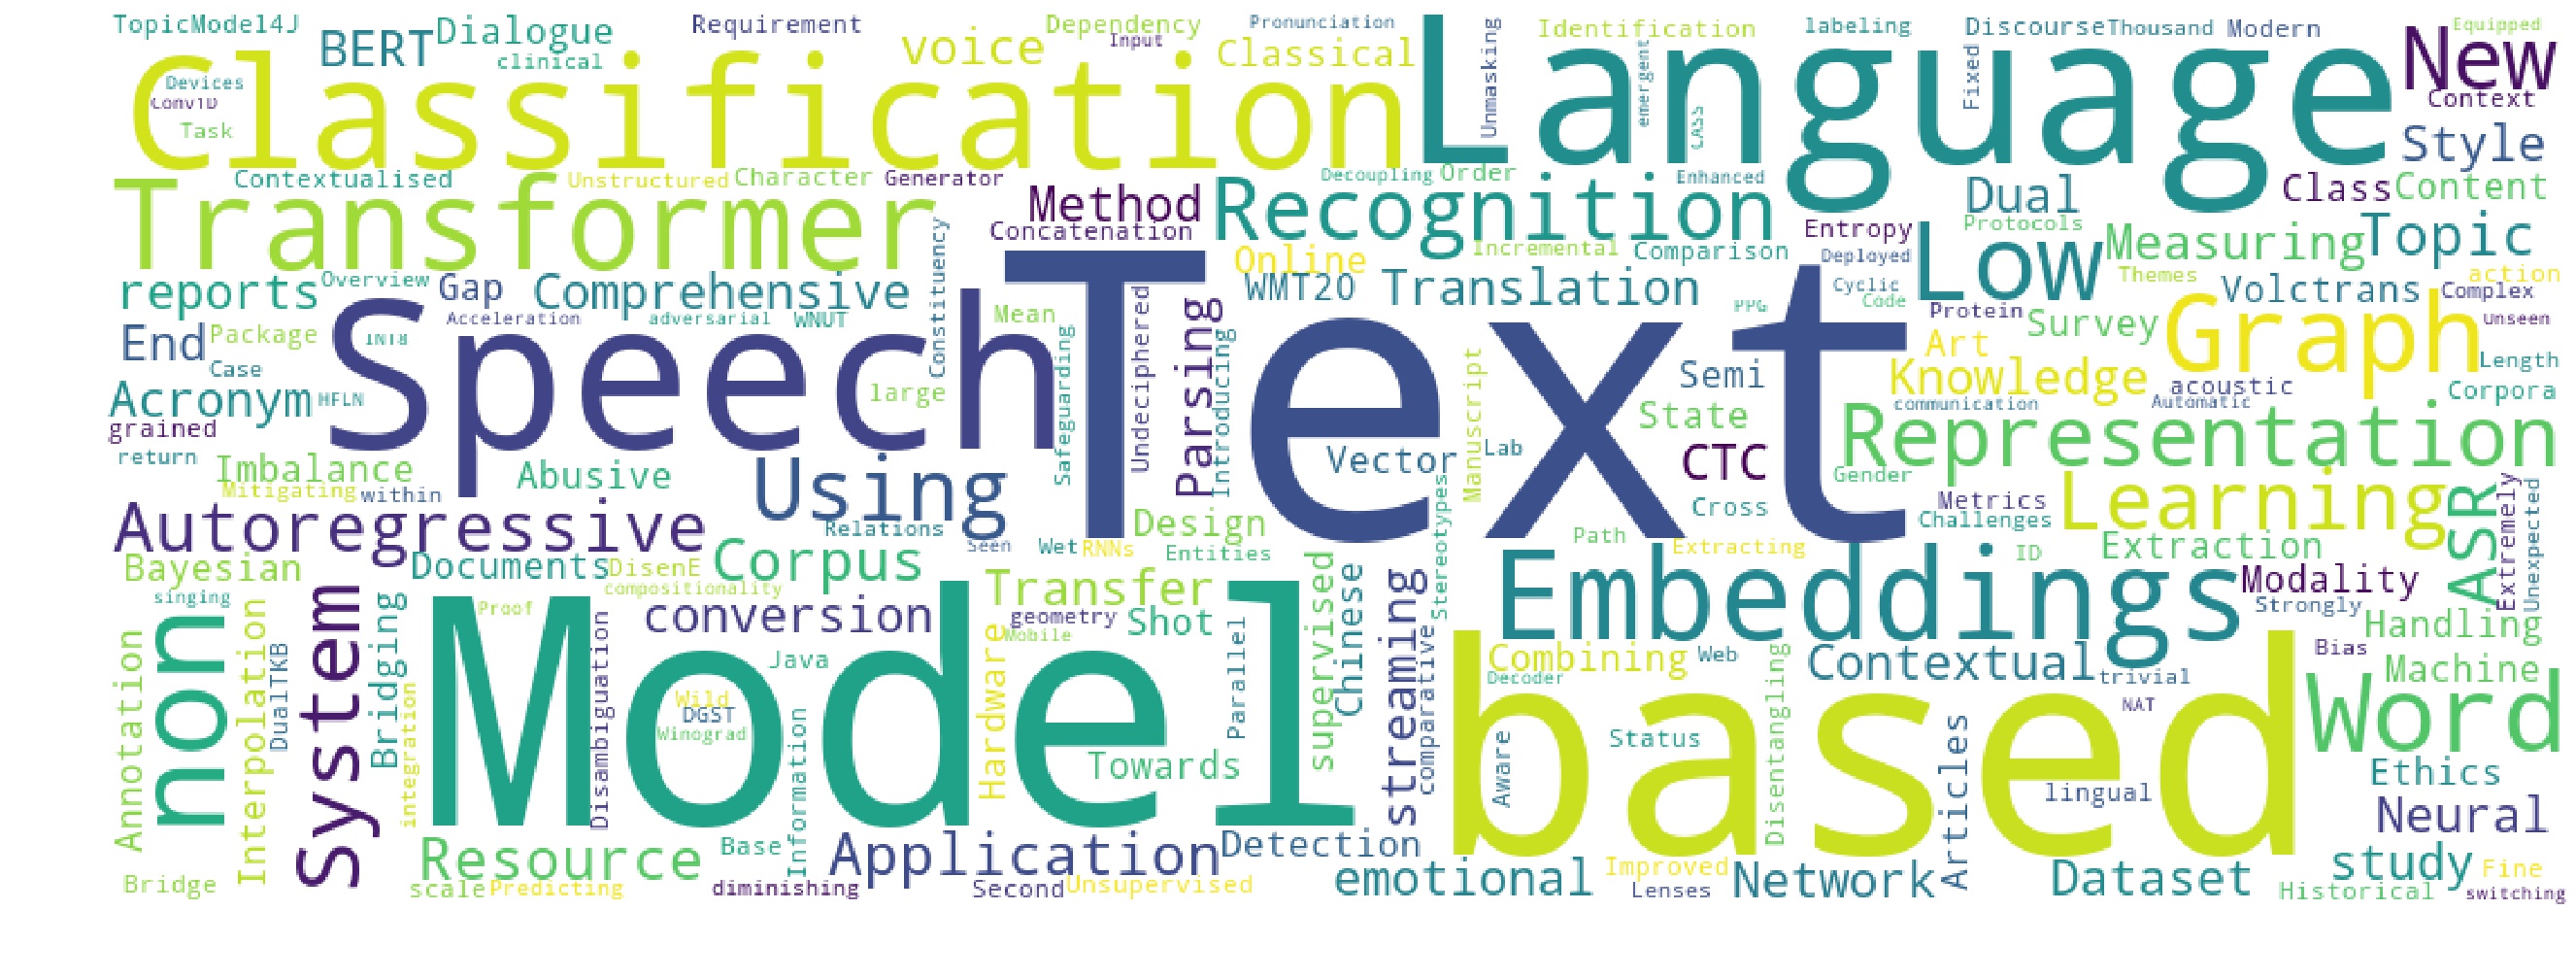 TopicModel4J
BERT
Dialogue
clinical
Requirement
voice
Dependency
Input
Pronunciation
Classical
Unmasking
Identification
emergent
CASS
labeling
Discourse
Thousand
Modern
Fixed
New
Equipped
Context
Style
Classification
Devices
Conv1D
Task
Language
Contextualised
Unstructured
Character
Generator
Transformer
Method
Concatenation
Recognition
Decoupling
Order
Enhanced
Dual
Class
Content
Protocols
Entropy
Low
Measuring
Topic
Online
Incremental
Comparison
Deployed
Themes
action
reports
Overview
Gap
Comprehensive
Constituency
WMT20
Translation
PPG
Cyclic
Code
Volctrans
Complex
Protein
Survey
Graph
Unseen
Acceleration
adversarial
WNUT
Mean
End
Package
Case
Speech
Text
Undeciphered
Parsing
Introducing
Safeguarding
Art
Knowledge
acoustic
Length
Corpora
Semi
communication
Automatic
Acronym
HFLN
large
grained
return
State
Representation
Manuscript
Vector
Lab
CTC
Gender
Imbalance
Mitigating
within
Abusive
Using
Relations
Stereotypes
Cross
Metrics
Challenges
Learning
ASR
Extremely
Unexpected
Autoregressive
Design
Seen
Wet
RNNs
Entities
Path
Extracting
ID
Extraction
Bayesian
Documents
DisenE
Corpus
compositionality
Transfer
supervised
Chinese
streaming
Embeddings
Modality
Strongly
Handling
singing
non
Annotation
Interpolation
DualTKB
System
Bridging
integration
Proof
Model
Disambiguation
conversion
geometry
Mobile
Shot
Java
Wild
DGST
Winograd
Information
Hardware
Parallel
Towards
comparative
Combining
Decoder
Web
Contextual
trivial
Bias
Machine
based
Aware
Status
Disentangling
Articles
lingual
NAT
Word
Ethics
Neural
Resource
Base
Application
Detection
Bridge
scale
Predicting
diminishing
Second
Unsupervised
emotional
Improved
Lenses
Network
Dataset
study
Historical
Fine
switching